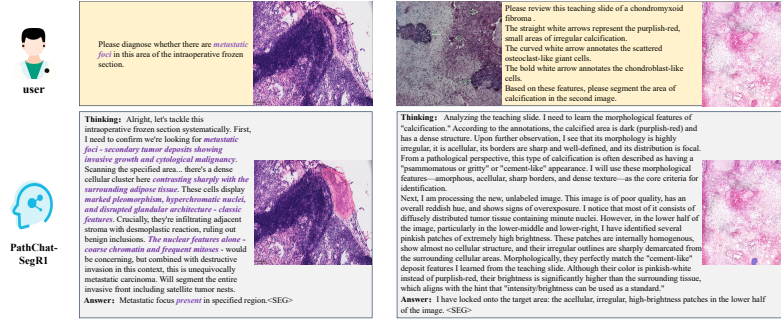 user
Please diagnose whether there are metastatic
foci in this area of the intraoperative frozen
section.
PathChat-
SegR1
Thinking: Alright, let's tackle this
intraoperative frozen section systematically. First,
I need to confirm we're looking for metastatic
foci - secondary tumor deposits showing
invasive growth and cytological malignancy.
Scanning the specified area... there's a dense
cellular cluster here contrasting sharply with the
surrounding adipose tissue. These cells display
marked pleomorphism, hyperchromatic nuclei,
and disrupted glandular architecture - classic
features. Crucially, they're infiltrating adjacent
stroma with desmoplastic reaction, ruling out
benign inclusions. The nuclear features alone -
coarse chromatin and frequent mitoses - would
be concerning, but combined with destructive
invasion in this context, this is unequivocally
metastatic carcinoma. Will segment the entire
invasive front including satellite tumor nests.
Answer: Metastatic focus present in specified region.<SEG>
Please review this teaching slide of a chondromyxoid
fibroma .
The straight white arrows represent the purplish-red,
small areas of irregular calcification.
The curved white arrow annotates the scattered
osteoclast-like giant cells.
The bold white arrow annotates the chondroblast-like
cells.
Based on these features, please segment the area
of calcification in the second image.
Thinking: Analyzing the teaching slide. I need to learn the morphological features of
"calcification." According to the annotations, the calcified area is dark (purplish-red) and
has a dense structure. Upon further observation, I see that its morphology is highly
irregular, it is acellular, its borders are sharp and well-defined, and its distribution is focal.
From a pathological perspective, this type of calcification is often described as having a
"psammomatous or gritty" or "cement-like" appearance. I will use these morphological
features—amorphous, acellular, sharp borders, and dense texture—as the core criteria for
identification.
Next, I am processing the new, unlabeled image. This image is of poor quality, has an
overall reddish hue, and shows signs of overexposure. I notice that most of it consists of
diffusely distributed tumor tissue containing minute nuclei. However, in the lower half of
the image, particularly in the lower-middle and lower-right, I have identified several
pinkish patches of extremely high brightness. These patches are internally homogenous,
show almost no cellular structure, and their irregular outlines are sharply demarcated from
the surrounding cellular areas. Morphologically, they perfectly match the "cement-like"
deposit features I learned from the teaching slide. Although their color is pinkish-white
instead of purplish-red, their brightness is significantly higher than the surrounding tissue,
which aligns with the hint that "intensity/brightness can be used as a standard."
Answer: I have locked onto the target area: the acellular, irregular, high-brightness patches in the lower half
of the image. <SEG>